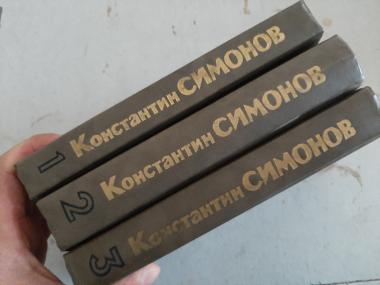 1 Константин СИМОНОВ
2 Константин СИМОНОВ
3 Константин СИМОНОВ